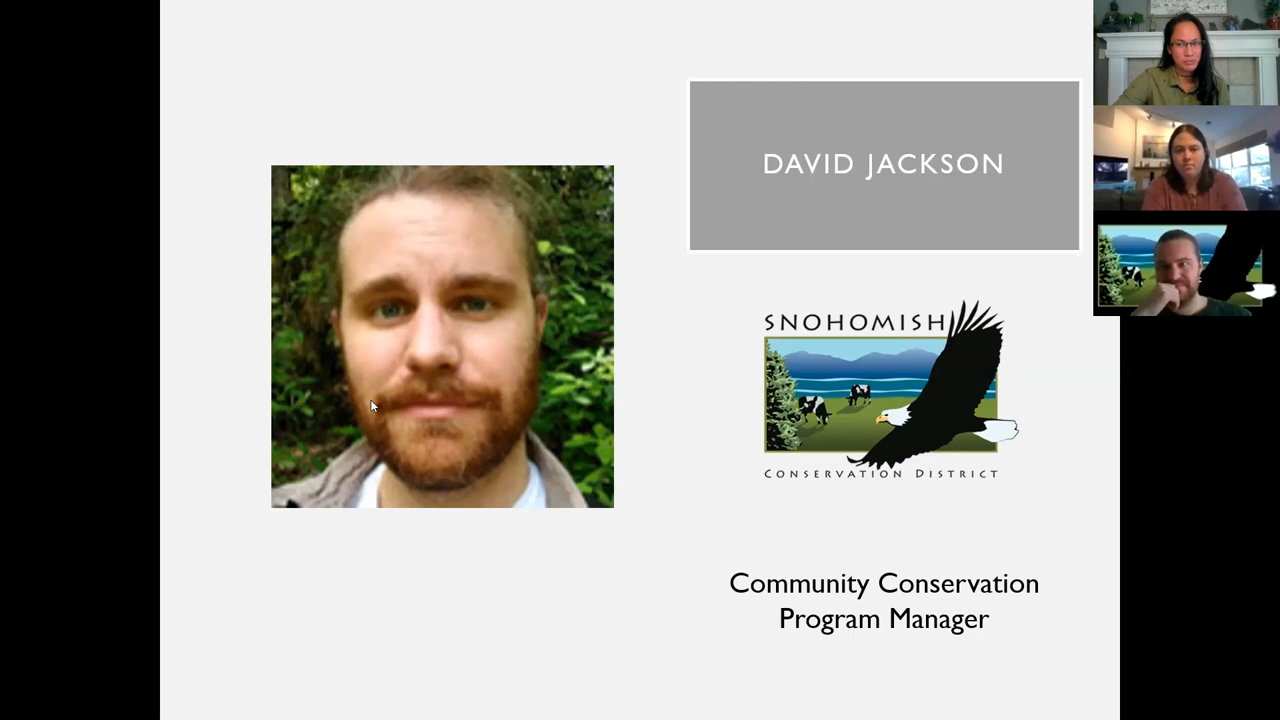 DAVID JACKSON
SNOHOMISH
CONSERVATION DISTRICT
Community Conservation
Program Manager